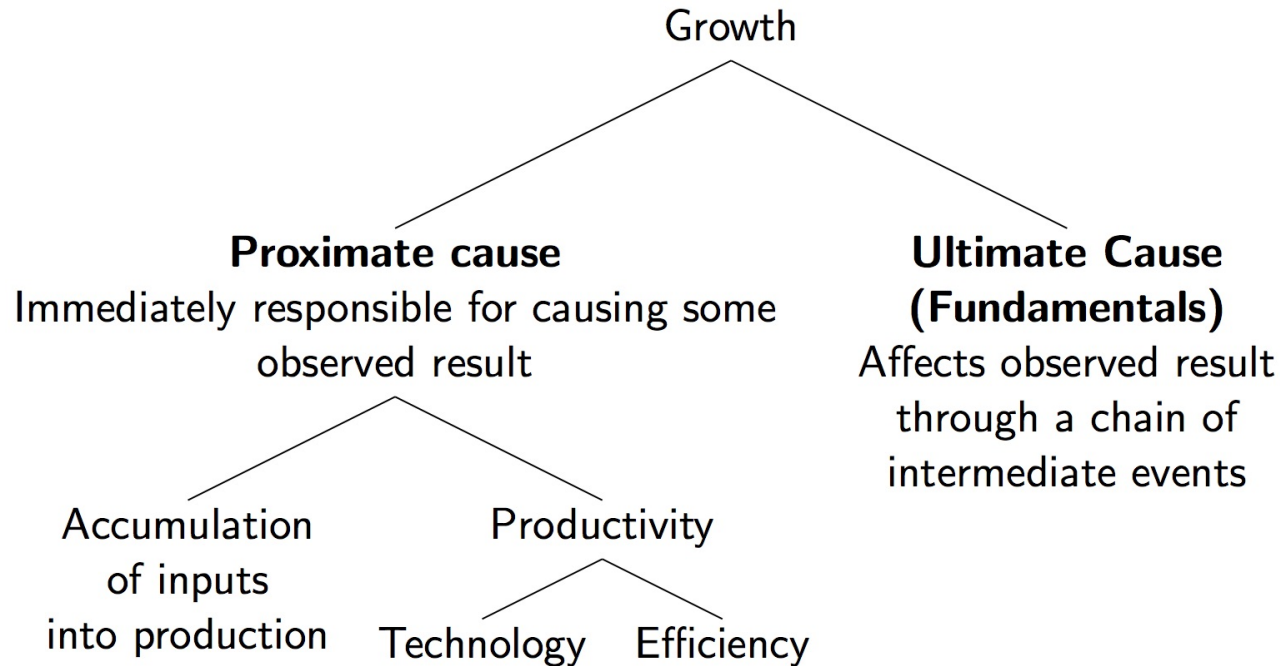 Growth
Proximate cause
Immediately responsible for causing some
observed result
Ultimate Cause
(Fundamentals)
Affects observed result
through a chain of
intermediate events
Accumulation
of inputs
into production
Productivity
Technology
Efficiency